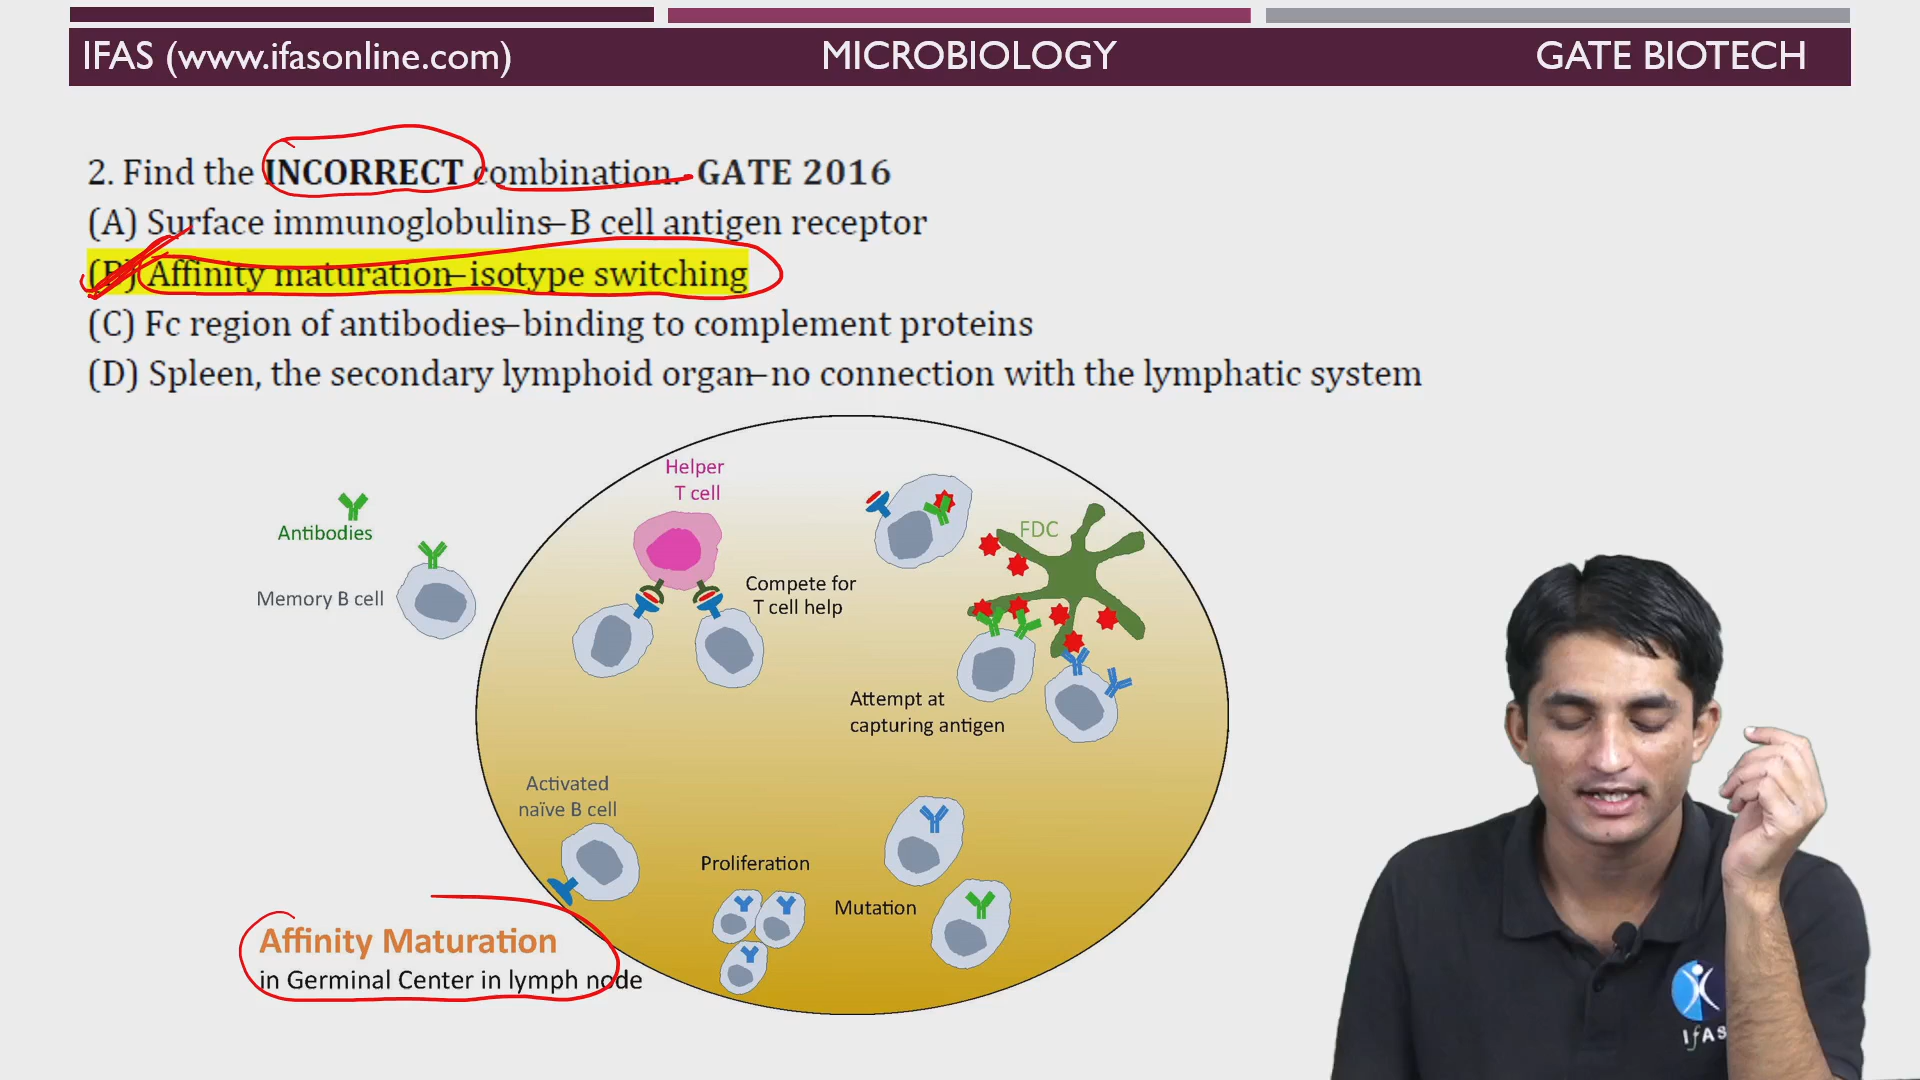 IFAS (www.ifasonline.com) MICROBIOLOGY GATE BIOTECH
2. Find the INCORRECT combination. GATE 2016
(A) Surface immunoglobulins–B cell antigen receptor
(B) Affinity maturation–isotype switching
(C) Fc region of antibodies–binding to complement proteins
(D) Spleen, the secondary lymphoid organ–no connection with the lymphatic system
Helper
T cell
Antibodies
FDC
Memory B cell
Compete for
T cell help
Attempt at
capturing antigen
Activated
naïve B cell
Proliferation
Mutation
Affinity Maturation
in Germinal Center in lymph node
IfAS